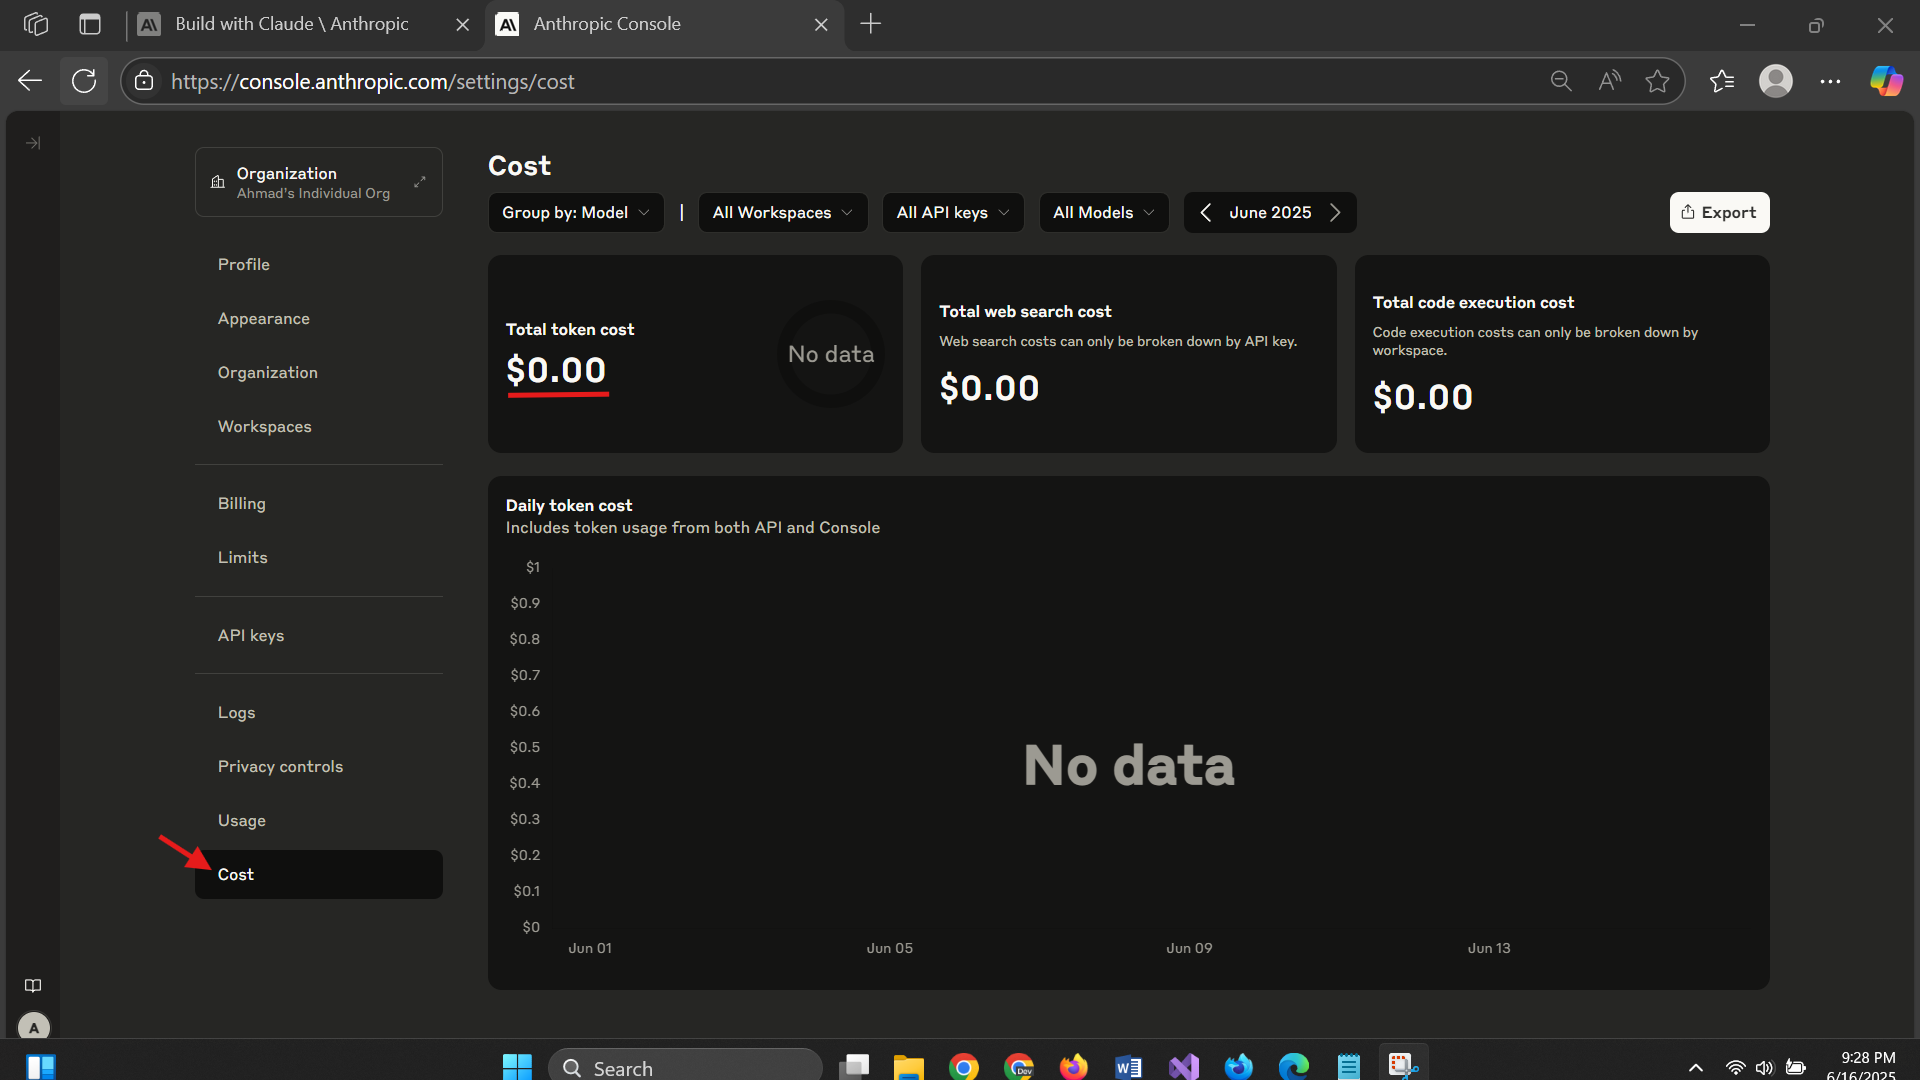 Build with Claude \ Anthropic
Anthropic Console
https://console.anthropic.com/settings/cost
Organization
Ahmad's Individual Org
Profile
Appearance
Organization
Workspaces
Billing
Limits
API keys
Logs
Privacy controls
Usage
Cost
A
Cost
Group by: Model | All Workspaces All API keys All Models June 2025 Export
Total token cost
$0.00
No data
Total web search cost
Web search costs can only be broken down by API key.
$0.00
Total code execution cost
Code execution costs can only be broken down by
workspace.
$0.00
Daily token cost
Includes token usage from both API and Console
$1
$0.9
$0.8
$0.7
$0.6
$0.5
$0.4
$0.3
$0.2
$0.1
$0
No data
Jun 01 Jun 05 Jun 09 Jun 13
Search
Dev
W
9:28 PM
6/16/2025